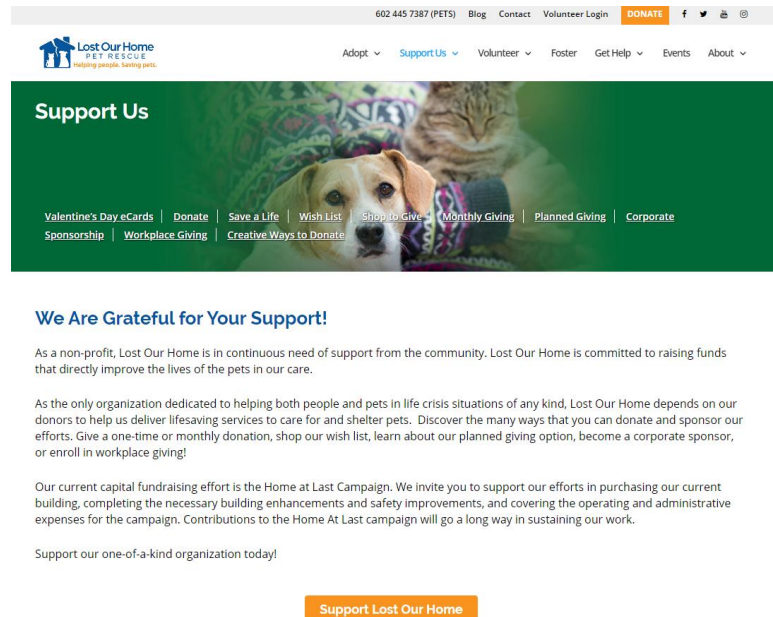 602 445 7387 (PETS) Blog Contact Volunteer Login DONATE
Lost Our Home
PET RESCUE
Helping people. Saving pets.
Adopt Support Us Volunteer Foster Get Help Events About
Support Us
Valentine's Day eCards | Donate | Save a Life | Wish List | Shop to Give | Monthly Giving | Planned Giving | Corporate
Sponsorship | Workplace Giving | Creative Ways to Donate
We Are Grateful for Your Support!
As a non-profit, Lost Our Home is in continuous need of support from the community. Lost Our Home is committed to raising funds
that directly improve the lives of the pets in our care.
As the only organization dedicated to helping both people and pets in life crisis situations of any kind, Lost Our Home depends on our
donors to help us deliver lifesaving services to care for and shelter pets. Discover the many ways that you can donate and sponsor our
efforts. Give a one-time or monthly donation, shop our wish list, learn about our planned giving option, become a corporate sponsor,
or enroll in workplace giving!
Our current capital fundraising effort is the Home at Last Campaign. We invite you to support our efforts in purchasing our current
building, completing the necessary building enhancements and safety improvements, and covering the operating and administrative
expenses for the campaign. Contributions to the Home At Last campaign will go a long way in sustaining our work.
Support our one-of-a-kind organization today!
Support Lost Our Home